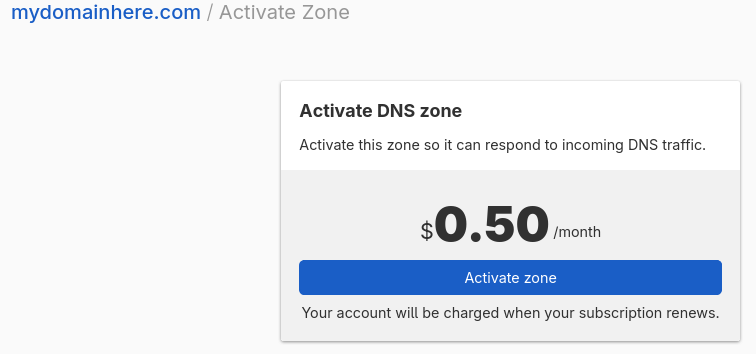 mydomainhere.com / Activate Zone
Activate DNS zone
Activate this zone so it can respond to incoming DNS traffic.
$0.50 /month
Activate zone
Your account will be charged when your subscription renews.